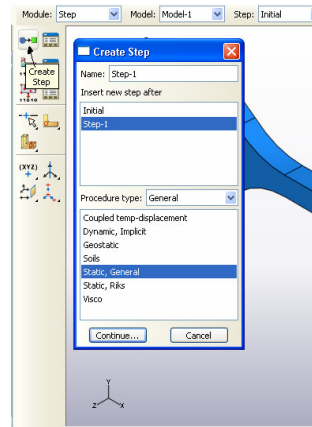 Module: Step Model: Model-1 Step: Initial
Create Step
Create
Step
Name: Step-1
Insert new step after
Initial
Step-1
(XYZ)
Procedure type: General
Coupled temp-displacement
Dynamic, Implicit
Geostatic
Soils
Static, General
Static, Riks
Visco
Continue... Cancel
Y
Z X